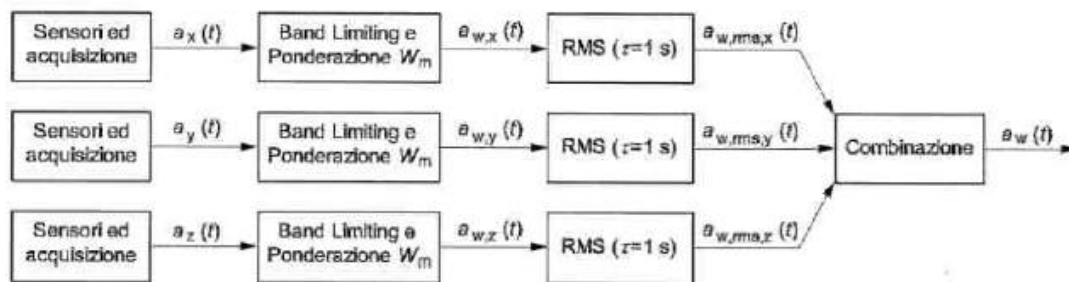 Sensori ed
acquisizione
a_x (t)
Band Limiting e
Ponderazione W_m
a_w,x (t)
RMS (τ=1 s)
a_w,rms,x (t)
Sensori ed
acquisizione
a_y (t)
Band Limiting e
Ponderazione W_m
a_w,y (t)
RMS (τ=1 s)
a_w,rms,y (t)
Combinazione
a_w (t)
Sensori ed
acquisizione
a_z (t)
Band Limiting e
Ponderazione W_m
a_w,z (t)
RMS (τ=1 s)
a_w,rms,z (t)